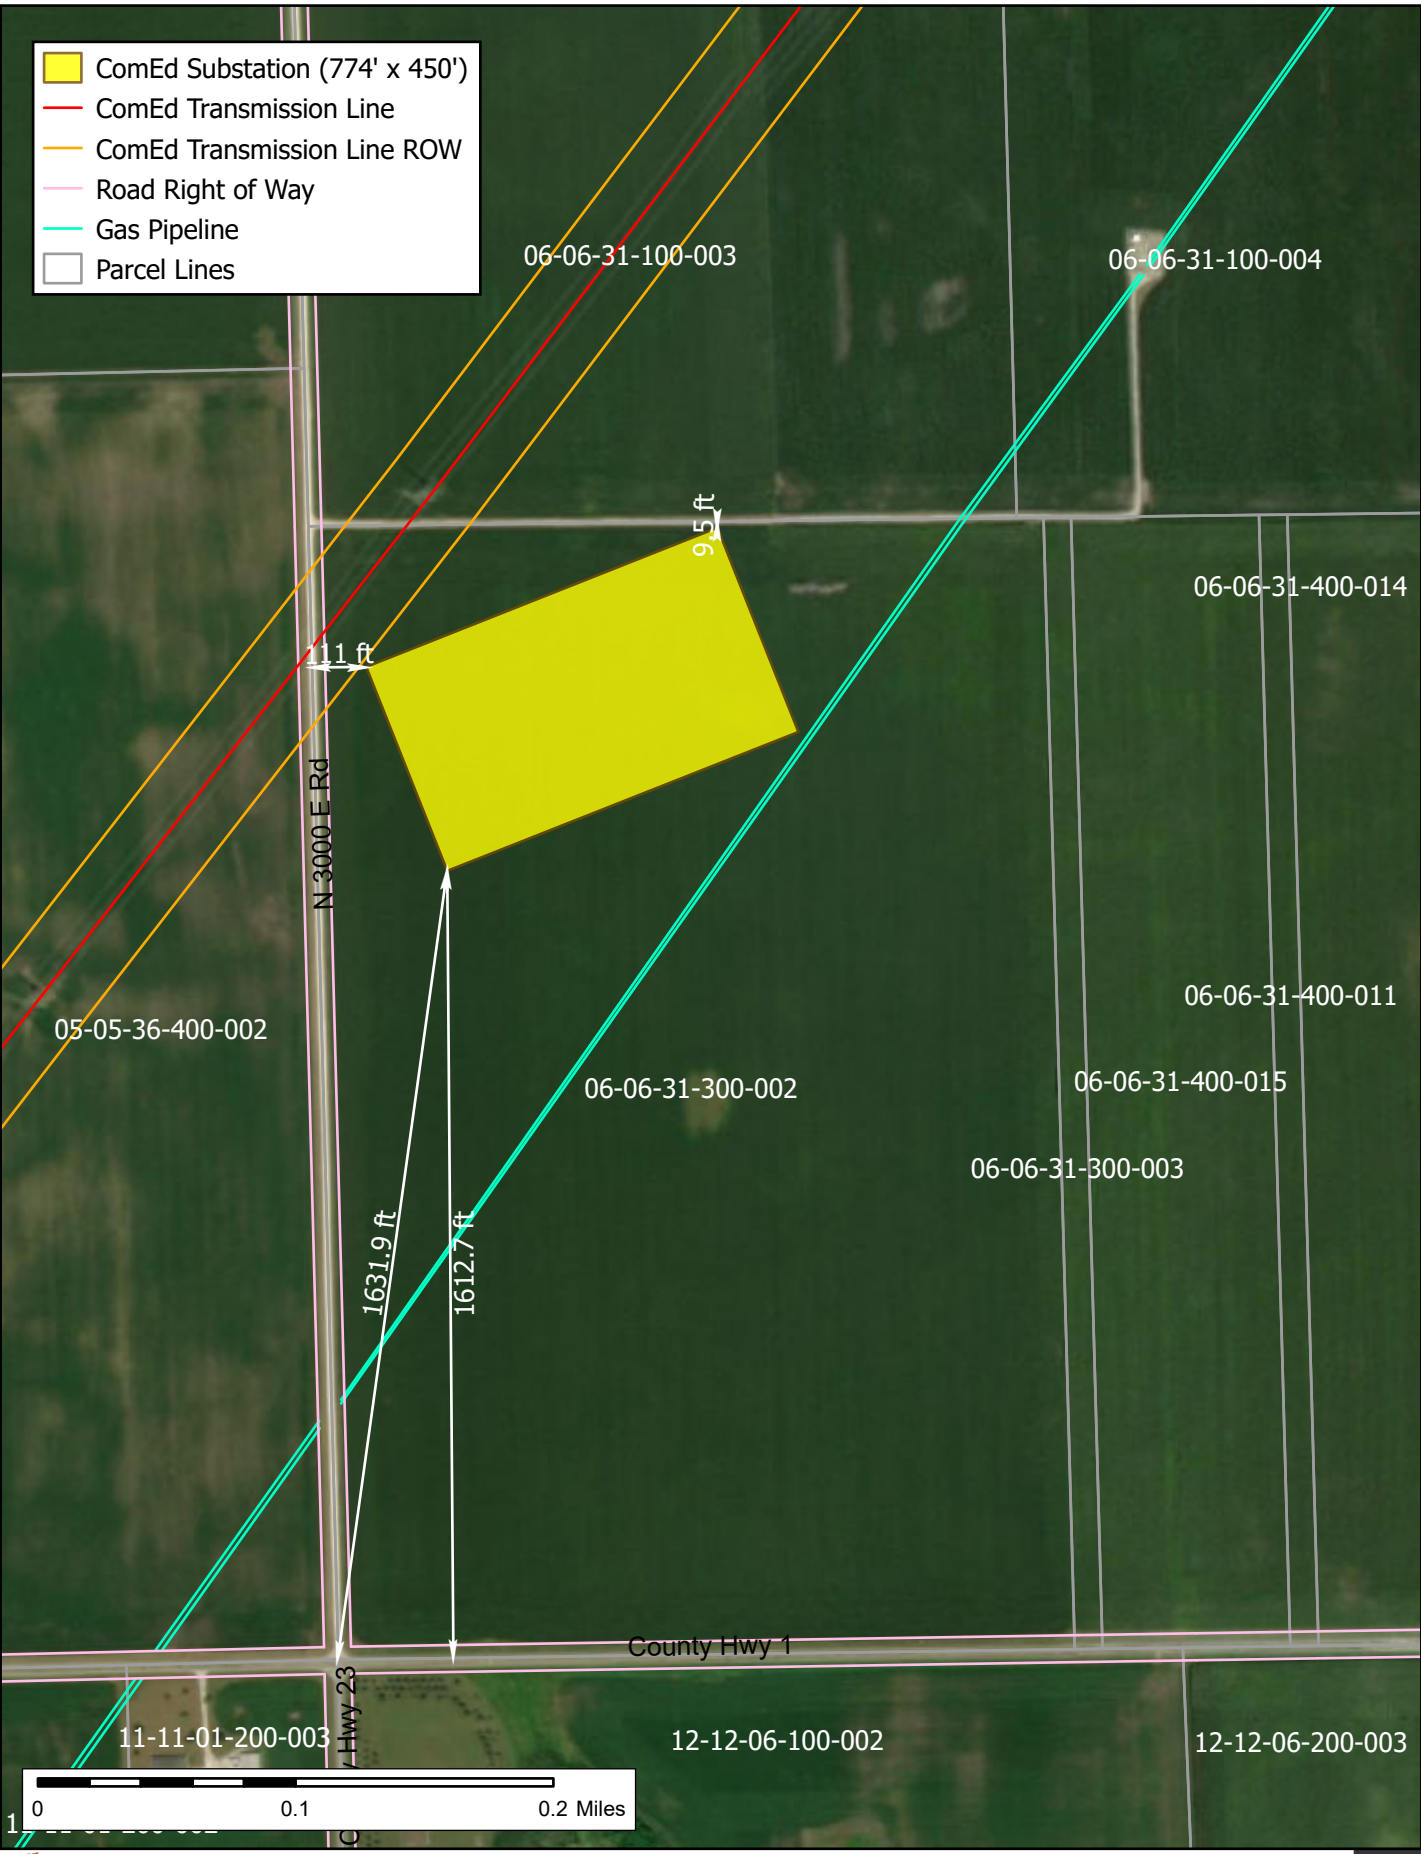 ComEd Substation (774' x 450')
ComEd Transmission Line
ComEd Transmission Line ROW
Road Right of Way
Gas Pipeline
Parcel Lines
06-06-31-100-003
06-06-31-100-004
9.5 ft
06-06-31-400-014
111 ft
N 3000 E Rd
06-06-31-400-011
05-05-36-400-002
06-06-31-400-015
06-06-31-300-002
06-06-31-300-003
1631.9 ft
1612.7 ft
County Hwy 1
Hwy 23
11-11-01-200-003
12-12-06-100-002
12-12-06-200-003
0 0.1 0.2 Miles